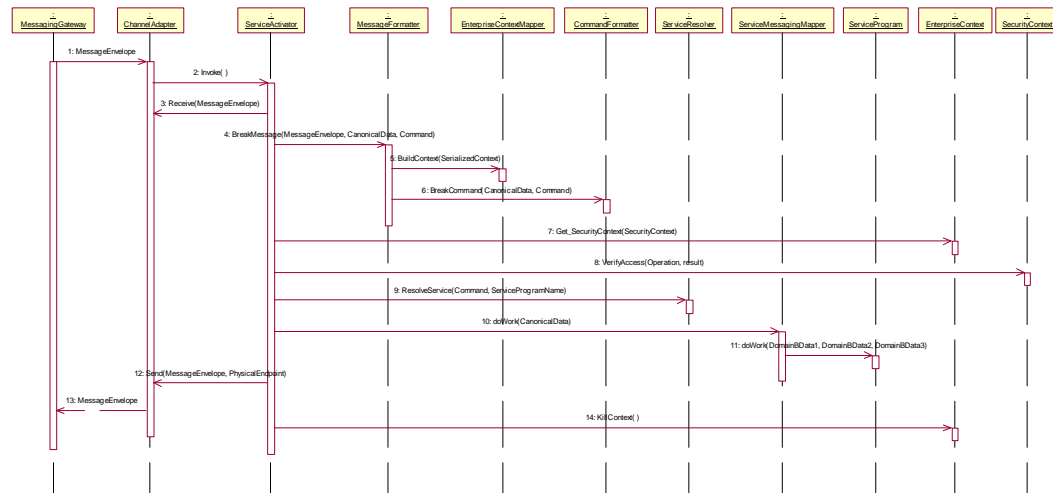 : : : : : : : : : : :
MessagingGateway ChannelAdapter ServiceActivator MessageFormatter EnterpriseContextMapper CommandFormatter ServiceResolver ServiceMessagingMapper ServiceProgram EnterpriseContext SecurityContext
1: MessageEnvelope
2: Invoke( )
3: Receive(MessageEnvelope)
4: BreakMessage(MessageEnvelope, CanonicalData, Command)
5: BuildContext(SerializedContext)
6: BreakCommand(CanonicalData, Command)
7: Get_SecurityContext(SecurityContext)
8: VerifyAccess(Operation, result)
9: ResolveService(Command, ServiceProgramName)
10: doWork(CanonicalData)
11: doWork(DomainBData1, DomainBData2, DomainBData3)
12: Send(MessageEnvelope, PhysicalEndpoint)
13: MessageEnvelope
14: KillContext( )